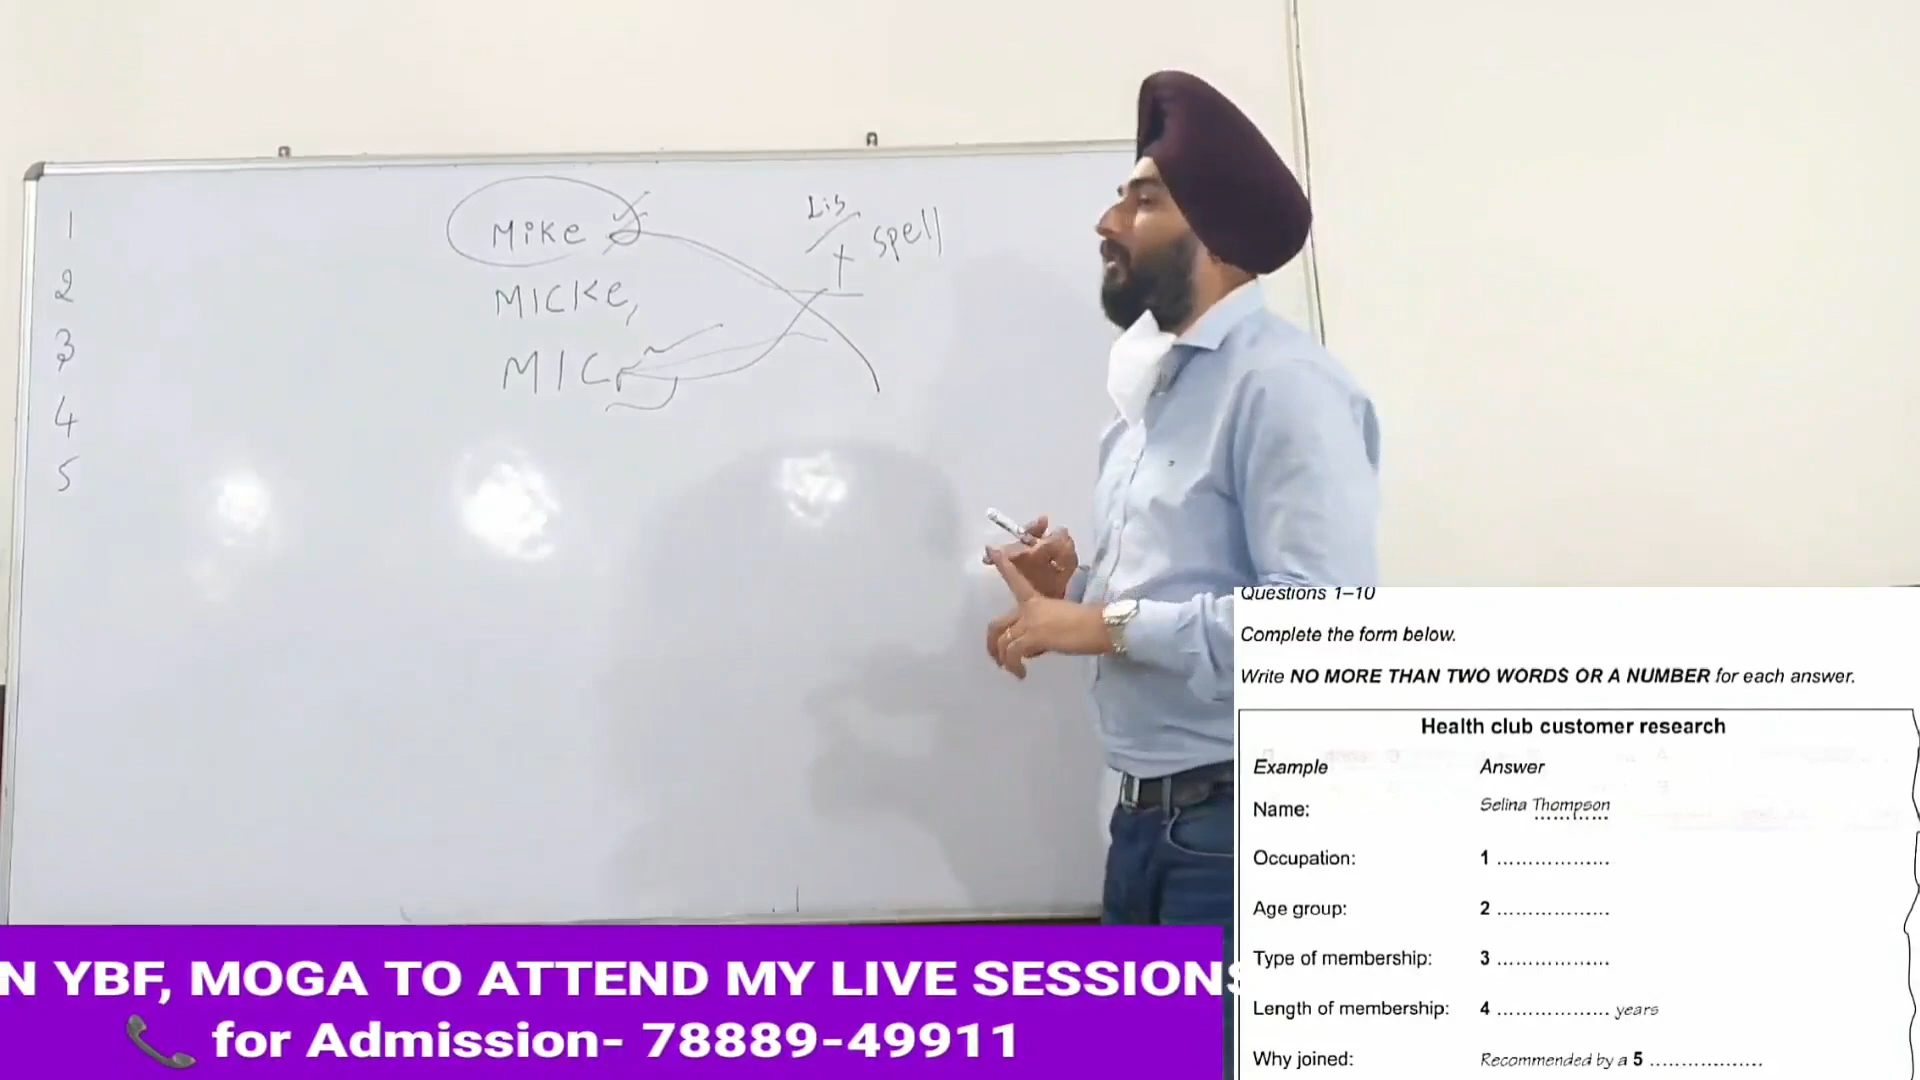 1
2
3
4
5
Mike
MICKe,
MIC
Lis
spell
Questions 1–10
Complete the form below.
Write NO MORE THAN TWO WORDS OR A NUMBER for each answer.
Health club customer research
Example Answer
Name: Selina Thompson
Occupation: 1 ..................
Age group: 2 ..................
Type of membership: 3 ..................
Length of membership: 4 .................. years
Why joined: Recommended by a 5 ..................
N YBF, MOGA TO ATTEND MY LIVE SESSIONS
for Admission- 78889-49911